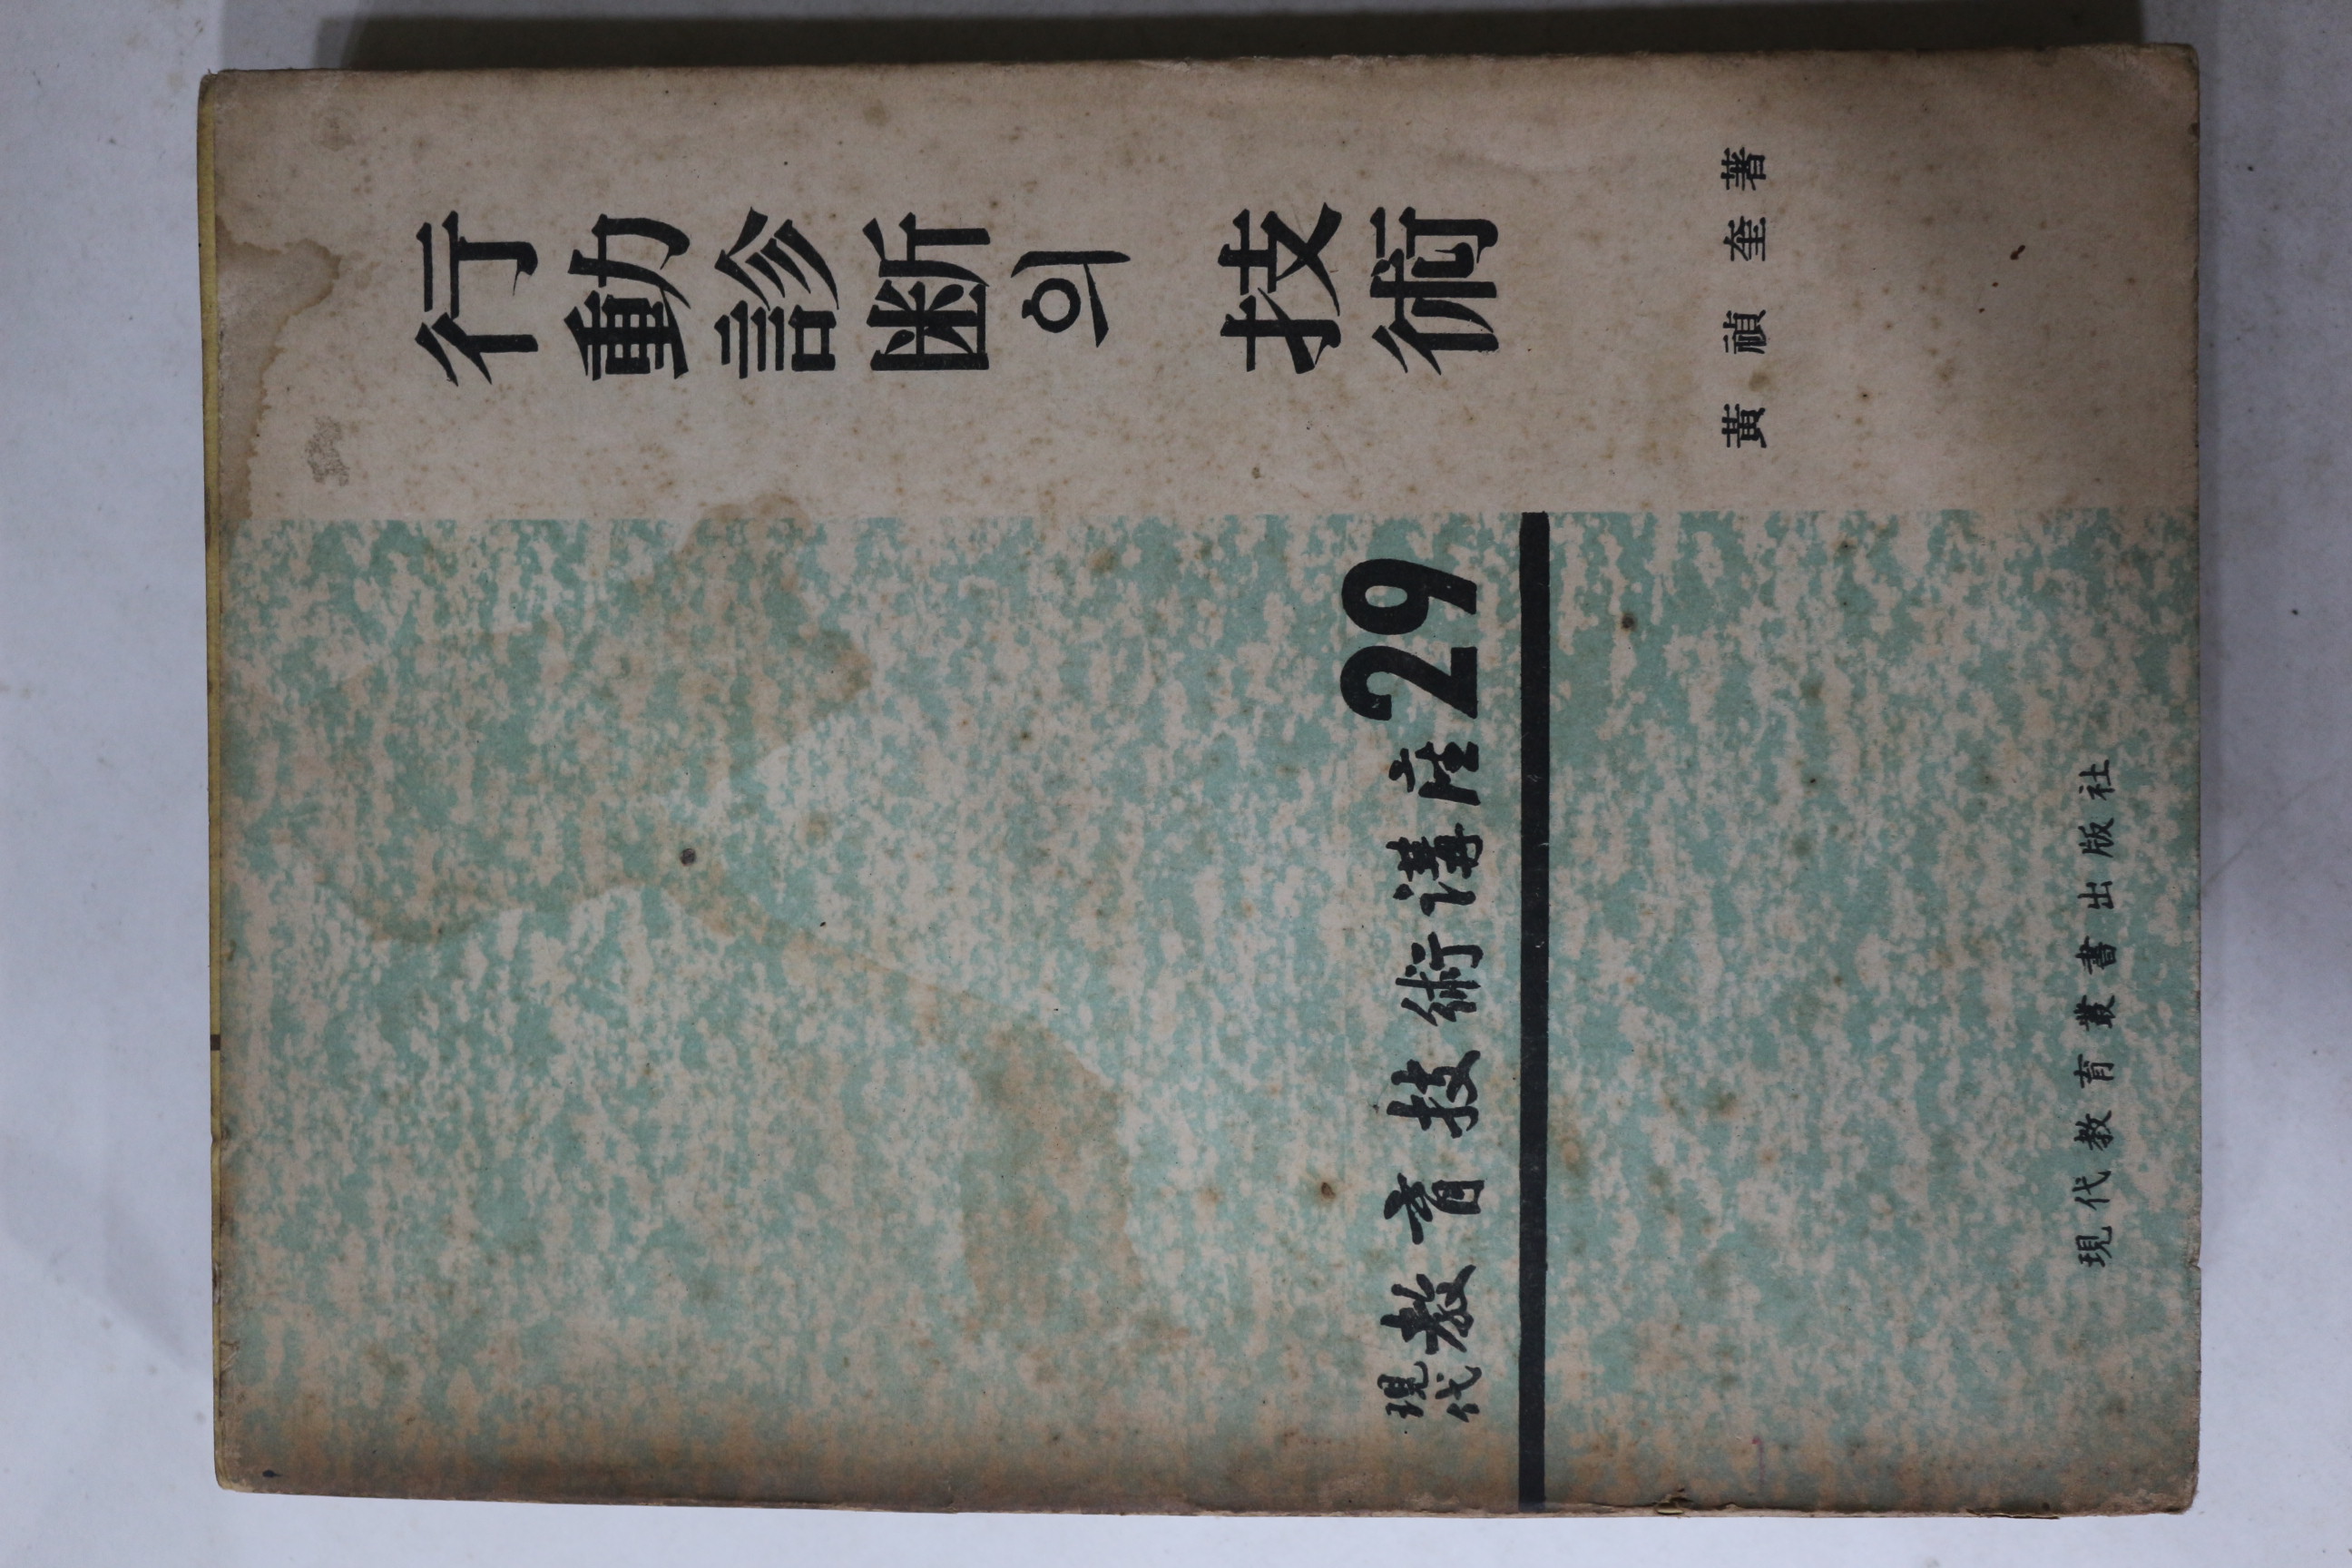 行動診断의 技術
黃禎奎著
現代教育技術講座29
現代教育叢書出版社